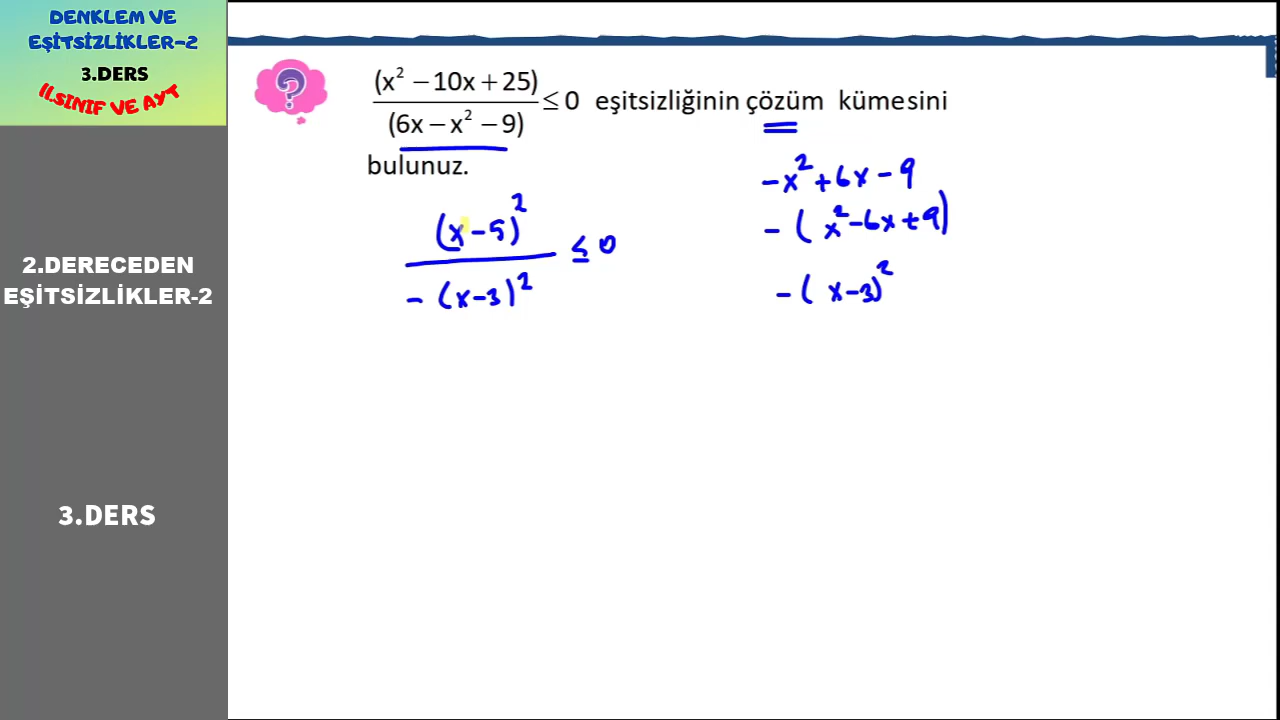 DENKLEM VE
EŞİTSİZLİKLER-2
3.DERS
11.SINIF VE AYT
2.DERECEDEN
EŞİTSİZLİKLER-2
3.DERS
(x² − 10x + 25)
(6x − x² − 9)
≤ 0 eşitsizliğinin çözüm kümesini
bulunuz.
(x − 5)²
− (x − 3)²
≤ 0
− x² + 6x − 9
− ( x² − 6x + 9)
− ( x − 3)²